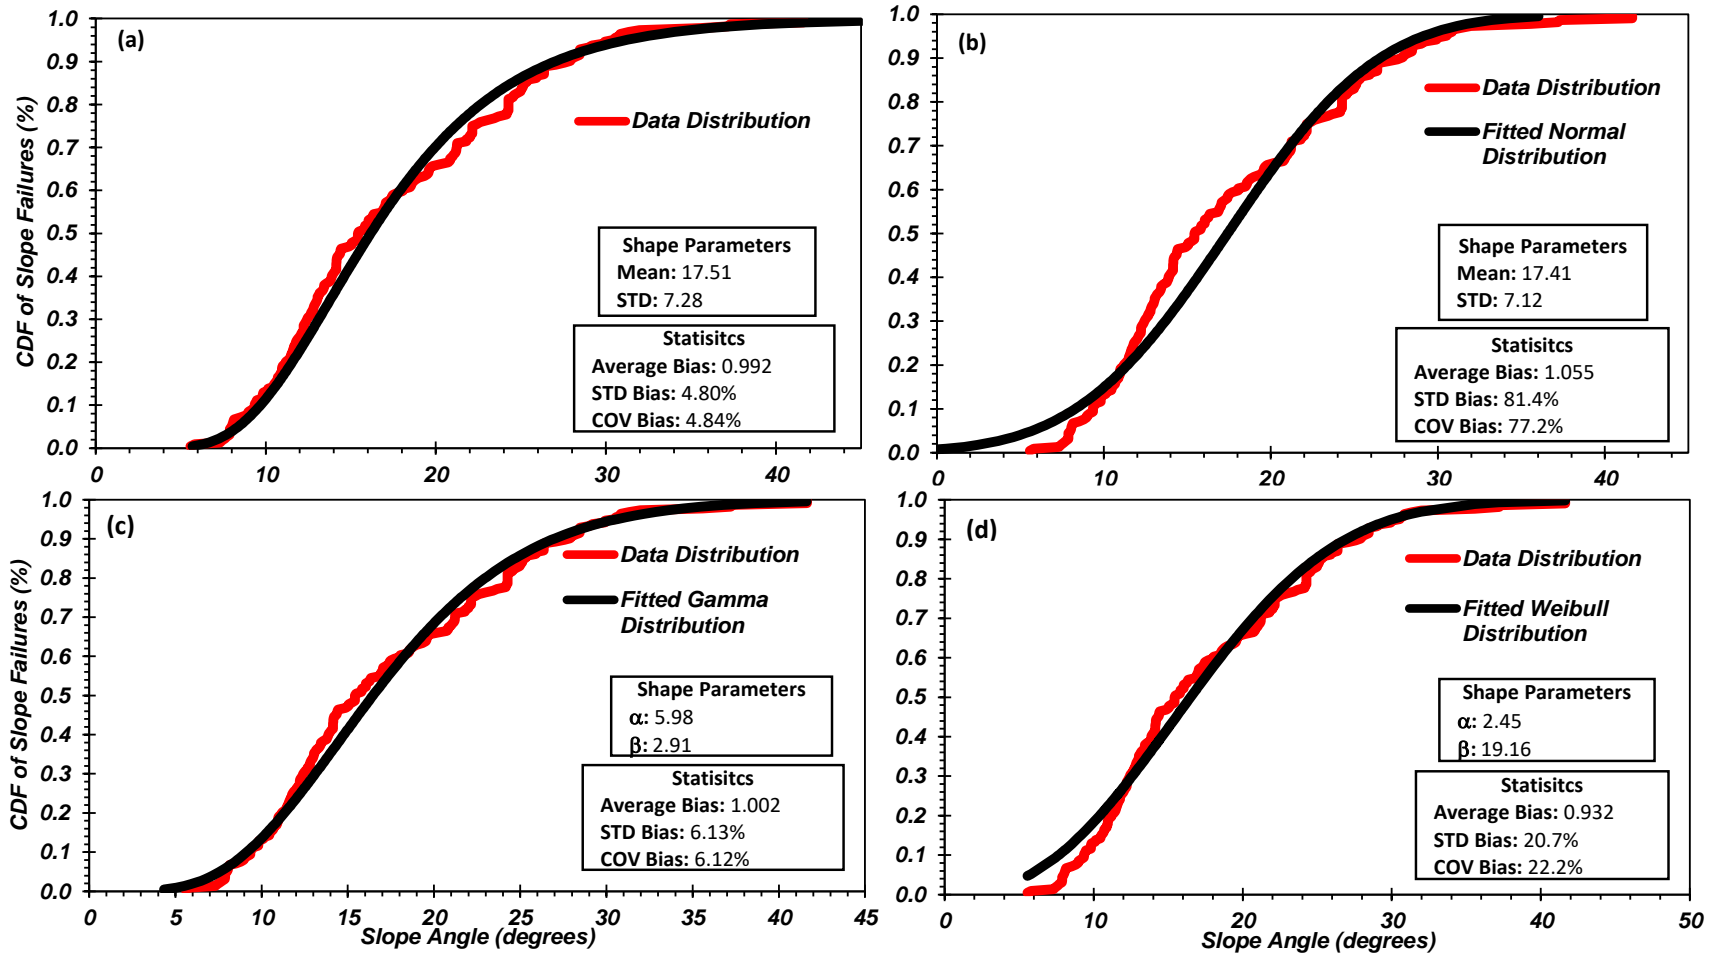 (a)
CDF of Slope Failures (%)
1.0
0.9
0.8
0.7
0.6
0.5
0.4
0.3
0.2
0.1
0.0
0 10 20 30 40
Data Distribution
Shape Parameters
Mean: 17.51
STD: 7.28
Statisitcs
Average Bias: 0.992
STD Bias: 4.80%
COV Bias: 4.84%
(b)
1.0
0.9
0.8
0.7
0.6
0.5
0.4
0.3
0.2
0.1
0.0
0 10 20 30 40
Data Distribution
Fitted Normal
Distribution
Shape Parameters
Mean: 17.41
STD: 7.12
Statisitcs
Average Bias: 1.055
STD Bias: 81.4%
COV Bias: 77.2%
(c)
CDF of Slope Failures (%)
1.0
0.9
0.8
0.7
0.6
0.5
0.4
0.3
0.2
0.1
0.0
0 5 10 15 20 25 30 35 40 45
Slope Angle (degrees)
Data Distribution
Fitted Gamma
Distribution
Shape Parameters
α: 5.98
β: 2.91
Statisitcs
Average Bias: 1.002
STD Bias: 6.13%
COV Bias: 6.12%
(d)
1.0
0.9
0.8
0.7
0.6
0.5
0.4
0.3
0.2
0.1
0.0
0 10 20 30 40 50
Slope Angle (degrees)
Data Distribution
Fitted Weibull
Distribution
Shape Parameters
α: 2.45
β: 19.16
Statisitcs
Average Bias: 0.932
STD Bias: 20.7%
COV Bias: 22.2%